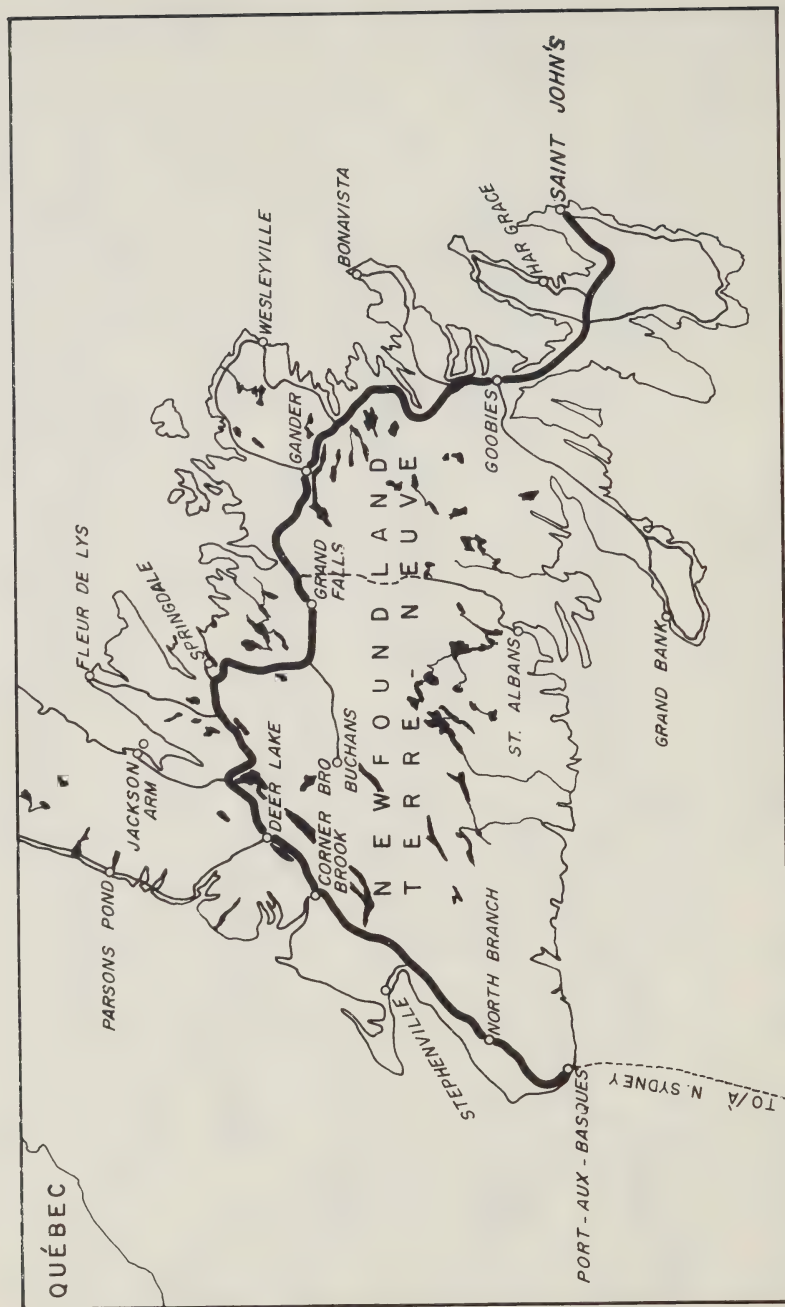 QUÉBEC
PARSONS POND
JACKSON
ARM
FLEUR DE LYS
SPRINGDALE
WESLEYVILLE
BONAVISTA
GANDER
DEER LAKE
CORNER BRO
BROOK
BUCHANS
GRAND
FALLS
STEPHENVILLE
NEWFOUNDLAND
TERRE-NEUVE
NORTH BRANCH
ST. ALBANS
GOOBIES
HAR GRACE
SAINT JOHN'S
GRAND BANK
PORT-AUX-BASQUES
TO/À N. SYDNEY